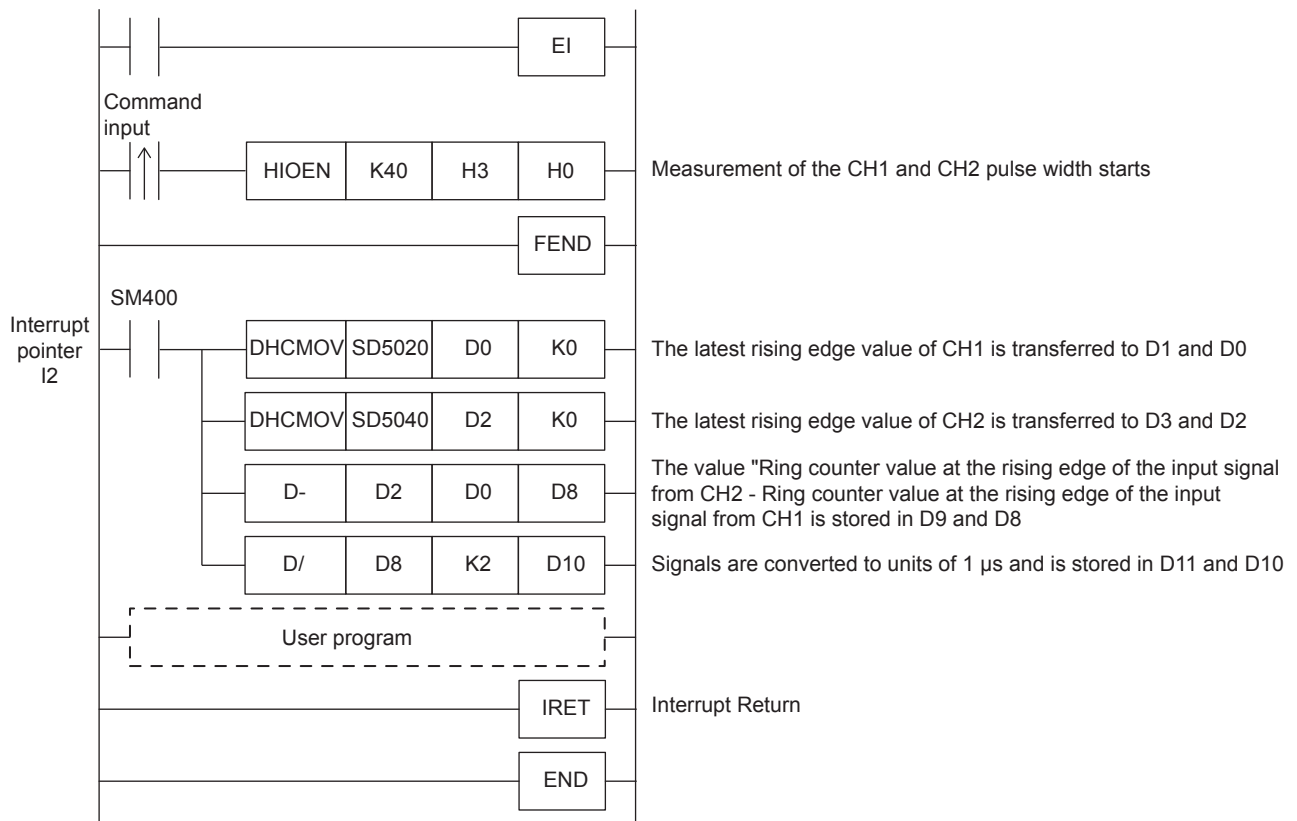 EI
Command
input
HIOEN K40 H3 H0 Measurement of the CH1 and CH2 pulse width starts
FEND
SM400
Interrupt
pointer
I2
DHCMOV SD5020 D0 K0 The latest rising edge value of CH1 is transferred to D1 and D0
DHCMOV SD5040 D2 K0 The latest rising edge value of CH2 is transferred to D3 and D2
D- D2 D0 D8 The value "Ring counter value at the rising edge of the input signal
from CH2 - Ring counter value at the rising edge of the input
signal from CH1 is stored in D9 and D8
D/ D8 K2 D10 Signals are converted to units of 1 µs and is stored in D11 and D10
User program
IRET Interrupt Return
END